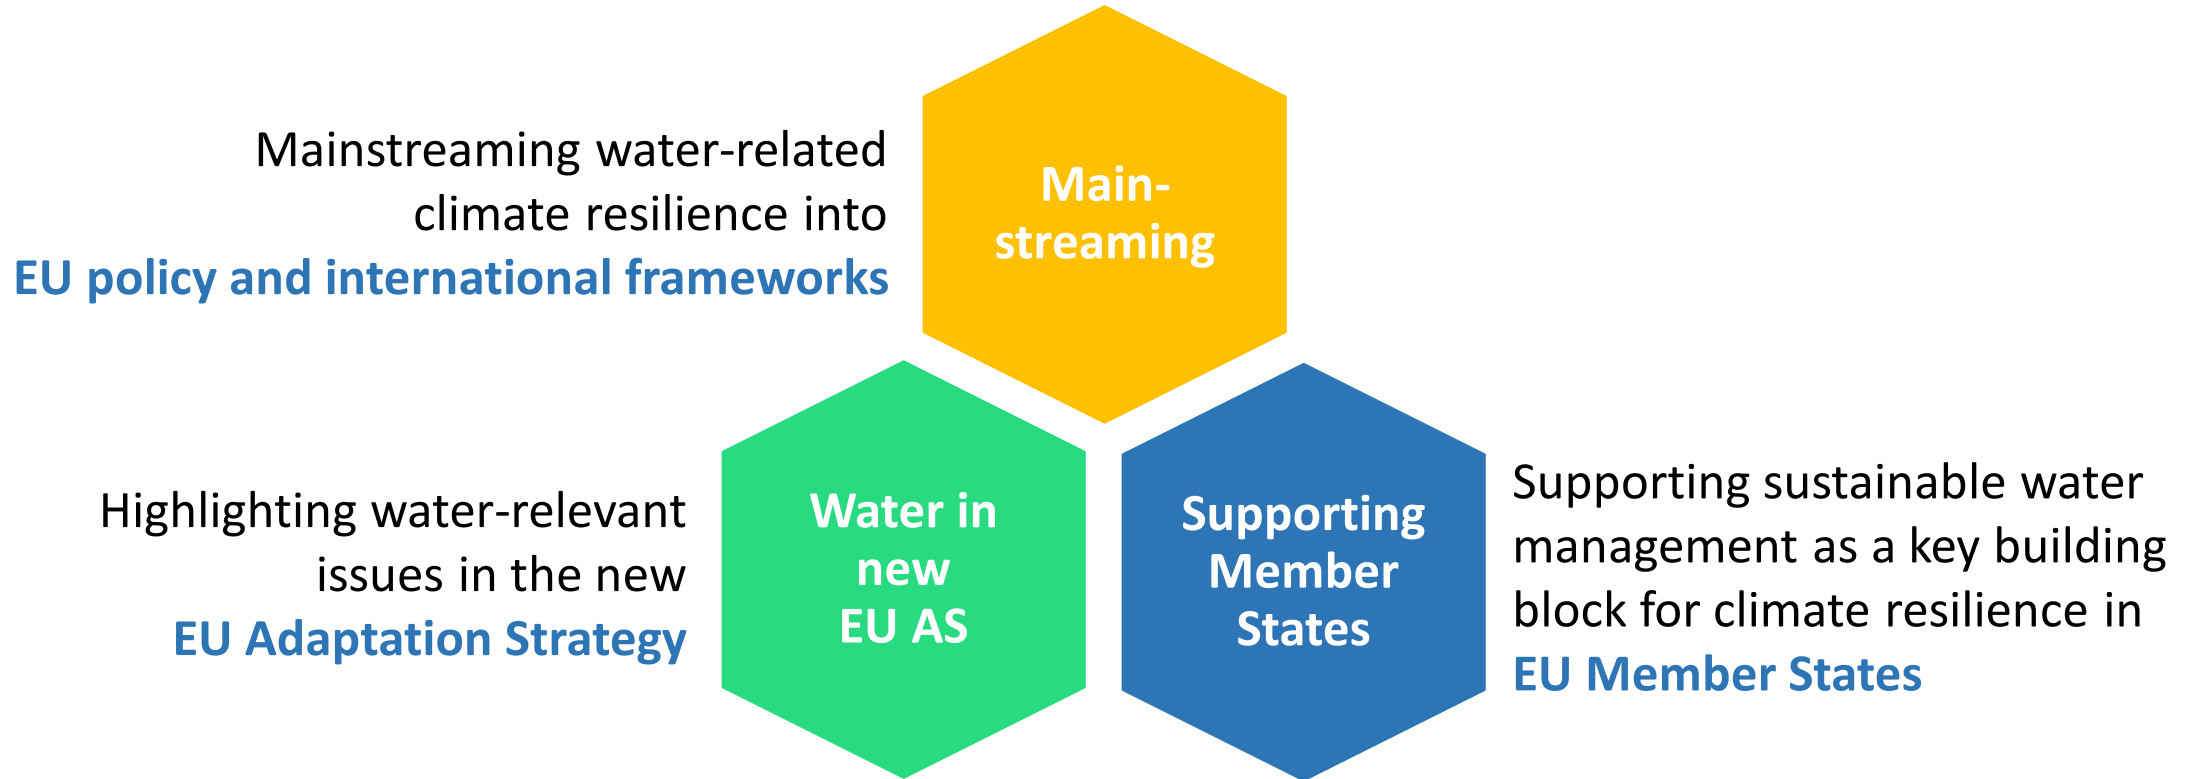 Mainstreaming water-related
climate resilience into
EU policy and international frameworks
Main-
streaming
Highlighting water-relevant
issues in the new
EU Adaptation Strategy
Water in
new
EU AS
Supporting
Member
States
Supporting sustainable water
management as a key building
block for climate resilience in
EU Member States